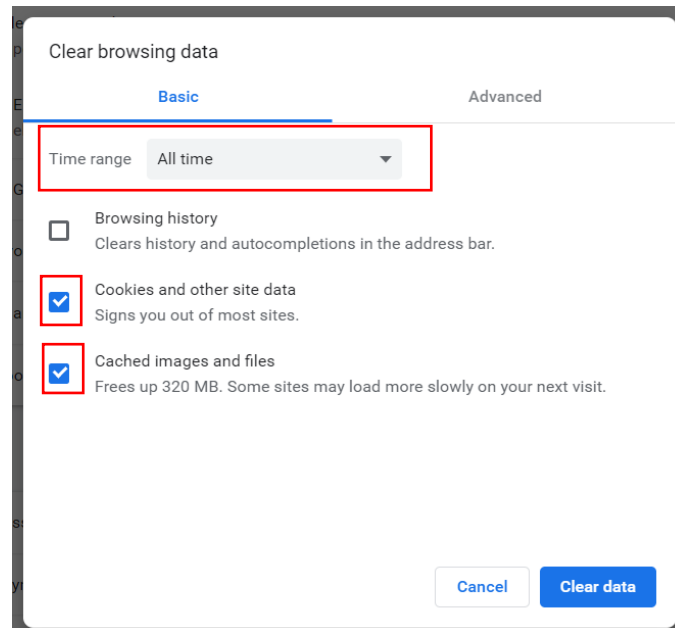 Clear browsing data
Basic
Advanced
Time range
All time
Browsing history
Clears history and autocompletions in the address bar.
Cookies and other site data
Signs you out of most sites.
Cached images and files
Frees up 320 MB. Some sites may load more slowly on your next visit.
Cancel
Clear data